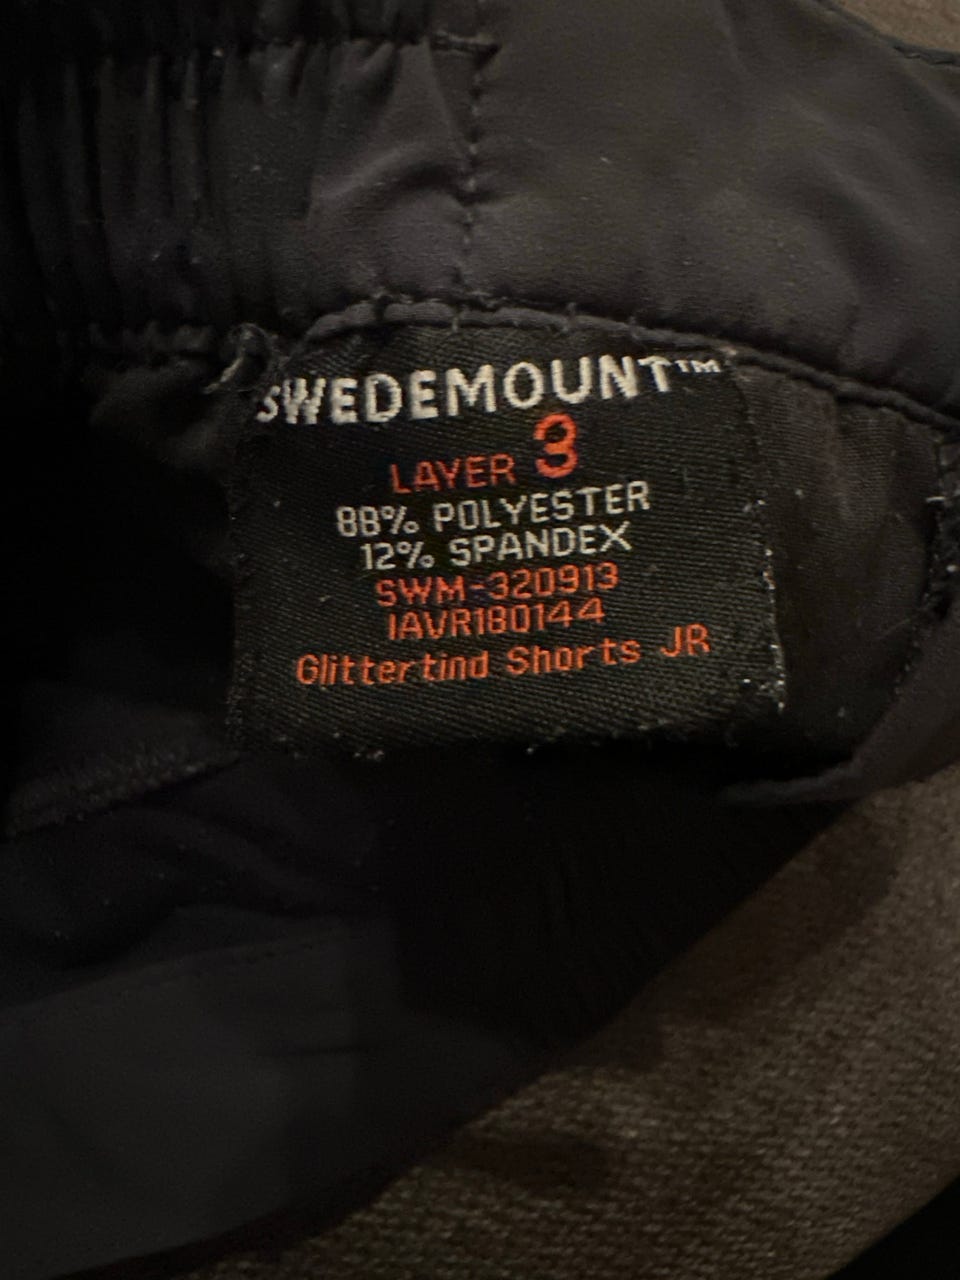 SWEDEMOUNT™
LAYER 3
88% POLYESTER
12% SPANDEX
SWM-320913
IAVR180144
Glittertind Shorts JR